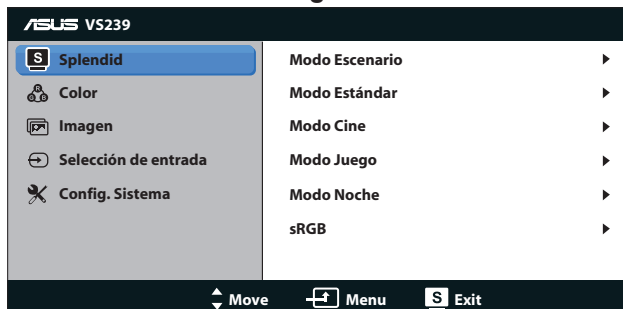 ASUS VS239
S Splendid
Color
Imagen
Selección de entrada
Config. Sistema
Modo Escenario
Modo Estándar
Modo Cine
Modo Juego
Modo Noche
sRGB
Move Menu S Exit